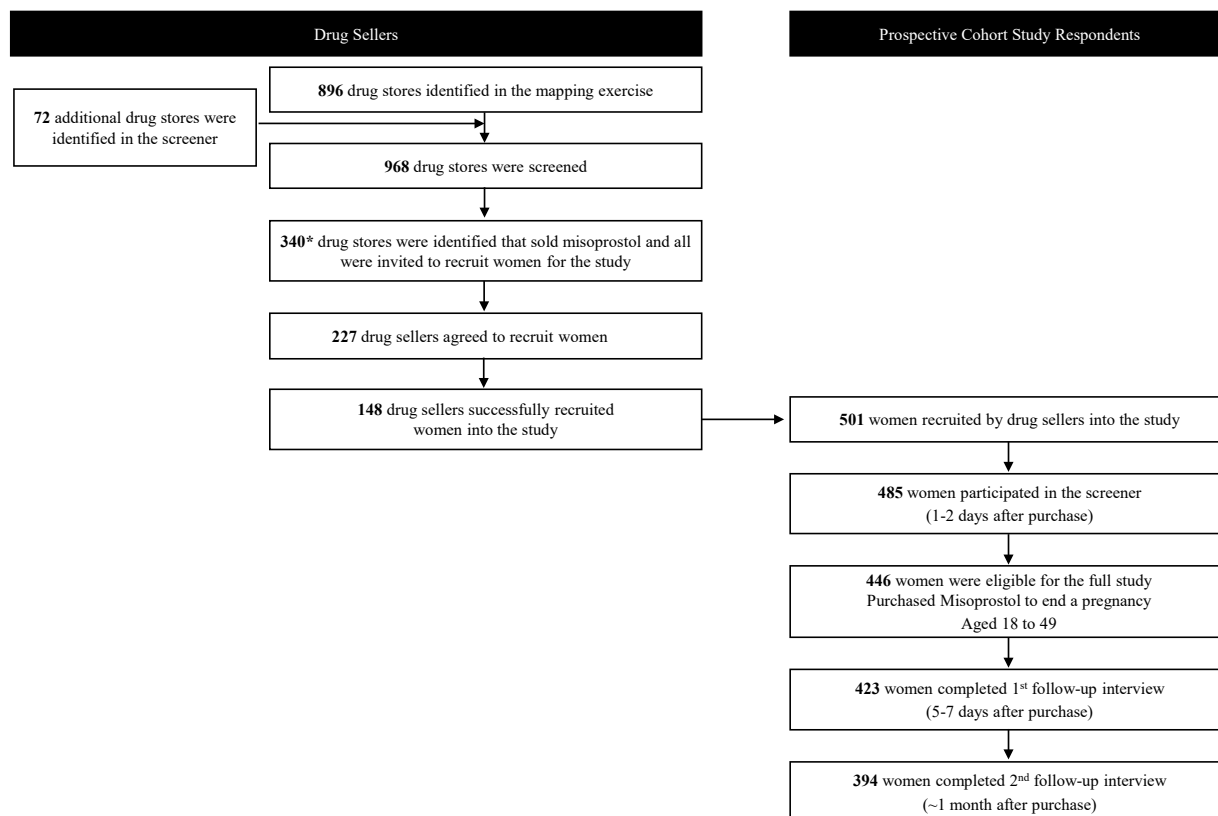 Drug Sellers
Prospective Cohort Study Respondents
896 drug stores identified in the mapping exercise
72 additional drug stores were
identified in the screener
968 drug stores were screened
340* drug stores were identified that sold misoprostol and all
were invited to recruit women for the study
227 drug sellers agreed to recruit women
148 drug sellers successfully recruited
women into the study
501 women recruited by drug sellers into the study
485 women participated in the screener
(1-2 days after purchase)
446 women were eligible for the full study
Purchased Misoprostol to end a pregnancy
Aged 18 to 49
423 women completed 1st follow-up interview
(5-7 days after purchase)
394 women completed 2nd follow-up interview
(~1 month after purchase)